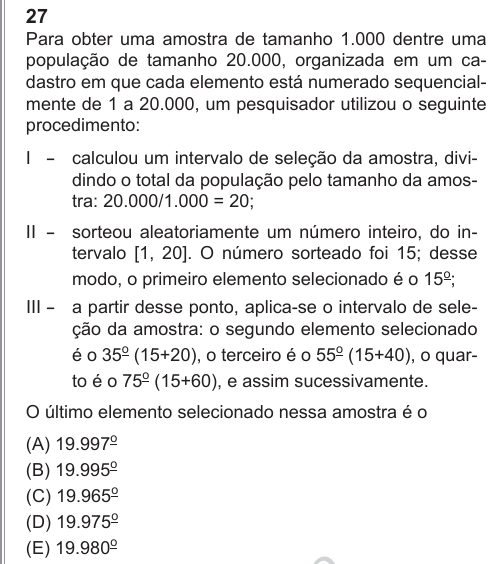 27
Para obter uma amostra de tamanho 1.000 dentre uma
população de tamanho 20.000, organizada em um ca-
dastro em que cada elemento está numerado sequencial-
mente de 1 a 20.000, um pesquisador utilizou o seguinte
procedimento:
I – calculou um intervalo de seleção da amostra, divi-
dindo o total da população pelo tamanho da amos-
tra: 20.000/1.000 = 20;
II – sorteou aleatoriamente um número inteiro, do in-
tervalo [1, 20]. O número sorteado foi 15; desse
modo, o primeiro elemento selecionado é o 15º;
III – a partir desse ponto, aplica-se o intervalo de sele-
ção da amostra: o segundo elemento selecionado
é o 35º (15+20), o terceiro é o 55º (15+40), o quar-
to é o 75º (15+60), e assim sucessivamente.
O último elemento selecionado nessa amostra é o
(A) 19.997º
(B) 19.995º
(C) 19.965º
(D) 19.975º
(E) 19.980º